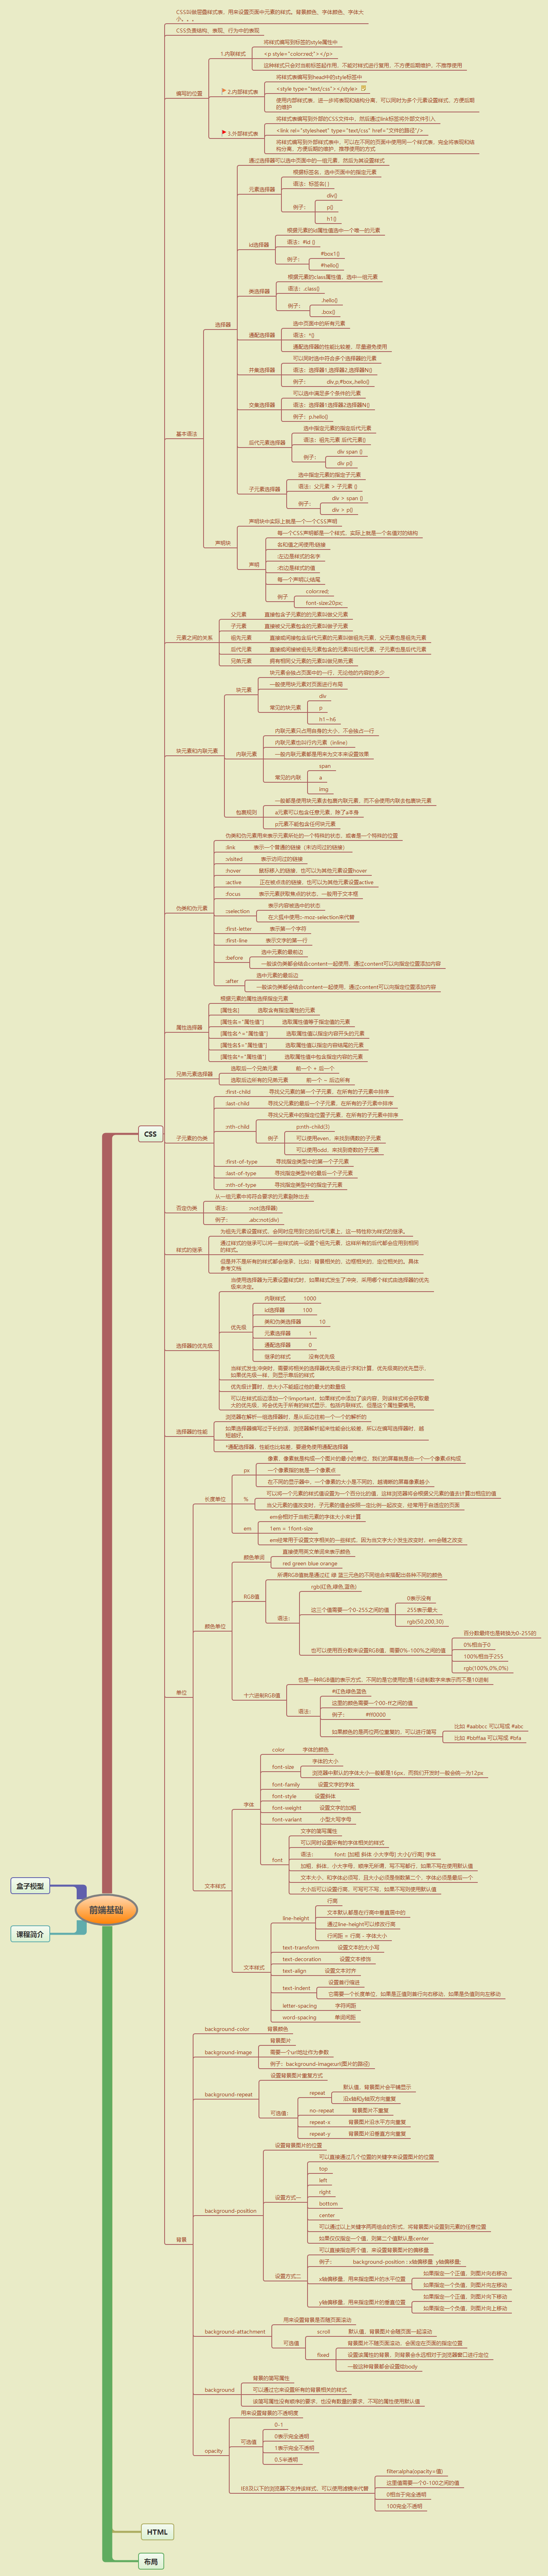 CSS叫做层叠样式表，用来设置页面中元素的样式。背景颜色、字体颜色、字体大
小。。。
CSS负责结构、表现、行为中的表现
编写的位置
1.内联样式
将样式编写到标签的style属性中
<p style="color:red;"></p>
这种样式只会对当前标签起作用，不能对样式进行复用，不方便后期维护，不推荐使用
2.内部样式表
将样式表编写到head中的style标签中
<style type="text/css"></style>
使用内部样式表，进一步将表现和结构分离，可以同时为多个元素设置样式，方便后期
的维护
3.外部样式表
将样式表编写到外部的CSS文件中，然后通过link标签将外部文件引入
<link rel="stylesheet" type="text/css" href="文件的路径"/>
将样式编写到外部样式表中，可以在不同的页面中使用同一个样式表，完全将表现和结
构分离，方便后期的维护，推荐使用的方式
基本语法
选择器
通过选择器可以选中页面中的一组元素，然后为其设置样式
元素选择器
根据标签名，选中页面中的指定元素
语法：标签名{ }
例子：
div{}
p{}
h1{}
id选择器
根据元素的id属性值选中一个唯一的元素
语法：#id {}
例子：
#box1{}
#hello{}
类选择器
根据元素的class属性值，选中一组元素
语法：.class{}
例子：
.hello{}
.box{}
通配选择器
选中页面中的所有元素
语法：*{}
通配选择器的性能比较差，尽量避免使用
并集选择器
可以同时选中符合多个选择器的元素
语法：选择器1,选择器2,选择器N{}
例子： div,p,#box,.hello{}
交集选择器
可以选中满足多个条件的元素
语法：选择器1选择器2选择器N{}
例子：p.hello{}
后代元素选择器
选中指定元素的指定后代元素
语法：祖先元素 后代元素{}
例子：
div span {}
div p{}
子元素选择器
选中指定元素的指定子元素
语法：父元素 > 子元素 {}
例子：
div > span {}
div > p{}
声明块
声明块中实际上就是一个一个CSS声明
声明
每一个CSS声明都是一个样式，实际上就是一个名值对的结构
名和值之间使用:链接
:左边是样式的名字
:右边是样式的值
每一个声明以;结尾
例子
color:red;
font-size:20px;
元素之间的关系
父元素 直接包含子元素的元素叫做父元素
子元素 直接被父元素包含的元素叫做子元素
祖先元素 直接或间接包含后代元素的元素叫做祖先元素，父元素也是祖先元素
后代元素 直接或间接被祖先元素包含的元素叫后代元素，子元素也是后代元素
兄弟元素 拥有相同父元素的元素叫做兄弟元素
块元素和内联元素
块元素
块元素会独占页面中的一行，无论他的内容的多少
一般使用块元素对页面进行布局
常见的块元素
div
p
h1~h6
内联元素
内联元素只占用自身的大小，不会独占一行
内联元素也叫行内元素（inline）
一般内联元素都是用来为文本来设置效果
常见的内联
span
a
img
包裹规则
一般都是使用块元素去包裹内联元素，而不会使用内联去包裹块元素
a元素可以包含任意元素，除了a本身
p元素不能包含任何块元素
伪类和伪元素
伪类和伪元素用来表示元素所处的一个特殊的状态，或者是一个特殊的位置
:link 表示一个普通的链接（未访问过的链接）
:visited 表示访问过的链接
:hover 鼠标移入的链接，也可以为其他元素设置hover
:active 正在被点击的链接，也可以为其他元素设置active
:focus 表示元素获取焦点的状态，一般用于文本框
::selection
表示内容被选中的状态
在火狐中使用::-moz-selection来代替
:first-letter 表示第一个字符
:first-line 表示文字的第一行
:before
选中元素的最前边
一般该伪类都会结合content一起使用，通过content可以向指定位置添加内容
:after
选中元素的最后边
一般该伪类都会结合content一起使用，通过content可以向指定位置添加内容
属性选择器
根据元素的属性选择指定元素
[属性名] 选取含有指定属性的元素
[属性名="属性值"] 选取属性值等于指定值的元素
[属性名^="属性值"] 选取属性值以指定内容开头的元素
[属性名$="属性值"] 选取属性值以指定内容结尾的元素
[属性名*="属性值"] 选取属性值中包含指定内容的元素
兄弟元素选择器
选取后一个兄弟元素 前一个 + 后一个
选取后边所有的兄弟元素 前一个 ~ 后边所有
子元素的伪类
:first-child 寻找父元素的第一个子元素，在所有的子元素中排序
:last-child 寻找父元素的最后一个子元素，在所有的子元素中排序
:nth-child
寻找父元素中的指定位置子元素，在所有的子元素中排序
例子
p:nth-child(3)
可以使用even，来找到偶数的子元素
可以使用odd，来找到奇数的子元素
:first-of-type 寻找指定类型中的第一个子元素
:last-of-type 寻找指定类型中的最后一个子元素
:nth-of-type 寻找指定类型中的指定子元素
否定伪类
从一组元素中将符合要求的元素剔除出去
语法： :not(选择器)
例子： .abc:not(div)
样式的继承
为祖先元素设置样式，会同时应用到它的后代元素上，这一特性称为样式的继承。
通过样式的继承可以将一些样式统一设置个祖先元素，这样所有的后代都会应用到相同
的样式。
但是并不是所有的样式都会继承，比如：背景相关的，边框相关的，定位相关的。具体
参考文档
选择器的优先级
当使用选择器为元素设置样式时，如果样式发生了冲突，采用哪个样式由选择器的优先
级来决定。
优先级
内联样式 1000
id选择器 100
类和伪类选择器 10
元素选择器 1
通配选择器 0
继承的样式 没有优先级
当样式发生冲突时，需要将相关的选择器优先级进行求和计算，优先级高的优先显示，
如果优先级一样，则显示靠后的样式
优先级计算时，总大小不能超过他的最大的数量级
可以在样式后边添加一个!important，如果样式中添加了该内容，则该样式将会获取最
大的优先级，将会优先于所有的样式显示，包括内联样式，但是这个属性要慎用。
选择器的性能
浏览器在解析一组选择器时，是从后边往前一个一个的解析的
如果选择器编写过于长的话，浏览器解析起来性能会比较差，所以在编写选择器时，越
短越好。
*通配选择器，性能也比较差，要避免使用通配选择器
CSS
单位
长度单位
px
像素，像素就是构成一个图片的最小的单位，我们的屏幕就是由一个一个像素点构成
一个像素指的就是一个像素点
在不同的显示器中，一个像素的大小是不同的，越清晰的屏幕像素越小
%
可以将一个元素的样式值设置为一个百分比的值，这样浏览器将会根据父元素的值去计算出相应的值
当父元素的值改变时，子元素的值会按照一定比例一起改变，经常用于自适应的页面
em
em会相对于当前元素的字体大小来计算
1em = 1font-size
em经常用于设置文字相关的一些样式，因为当文字大小发生改变时，em会随之改变
颜色单位
颜色单词
直接使用英文单词来表示颜色
red green blue orange
RGB值
所谓RGB值就是通过红 绿 蓝三元色的不同组合来搭配出各种不同的颜色
语法：
rgb(红色,绿色,蓝色)
这三个值需要一个0-255之间的值
0表示没有
255表示最大
rgb(50,200,30)
也可以使用百分数来设置RGB值，需要0%-100%之间的值
百分数最终也是转换为0-255的
0%相当于0
100%相当于255
rgb(100%,0%,0%)
十六进制RGB值
也是一种RGB值的表示方式，不同的是它使用的是16进制数字来表示而不是10进制
语法：
#红色绿色蓝色
这里的颜色需要一个00-ff之间的值
例子： #ff0000
如果颜色的是两位两位重复的，可以进行简写
比如 #aabbcc 可以写成 #abc
比如 #bbffaa 可以写成 #bfa
文本样式
字体
color 字体的颜色
font-size
字体的大小
浏览器中默认的字体大小一般都是16px，而我们开发时一般会统一为12px
font-family 设置文字的字体
font-style 设置斜体
font-weight 设置文字的加粗
font-variant 小型大写字母
font
文字的简写属性
可以同时设置所有的字体相关的样式
语法： font: [加粗 斜体 小大字母] 大小[/行高] 字体
加粗、斜体、小大字母，顺序无所谓，写不写都行，如果不写在使用默认值
文本大小，和字体必须写，且大小必须是倒数第二个，字体必须是最后一个
大小后可以设置行高，可写可不写，如果不写则使用默认值
文本样式
line-height
行高
文本默认都是在行高中垂直居中的
通过line-height可以修改行高
行间距 = 行高 - 字体大小
text-transform 设置文本的大小写
text-decoration 设置文本修饰
text-align 设置文本对齐
text-indent
设置首行缩进
它需要一个长度单位，如果是正值则首行向右移动，如果是负值则向左移动
letter-spacing 字符间距
word-spacing 单词间距
盒子模型
前端基础
课程简介
背景
background-color 背景颜色
background-image
背景图片
需要一个url地址作为参数
例子：background-image:url(图片的路径)
background-repeat
设置背景图片重复方式
可选值：
repeat
默认值，背景图片会平铺显示
沿x轴和y轴双方向重复
no-repeat 背景图片不重复
repeat-x 背景图片沿水平方向重复
repeat-y 背景图片沿垂直方向重复
background-position
设置背景图片的位置
设置方式一
可以直接通过几个位置的关键字来设置图片的位置
top
left
right
bottom
center
可以通过以上关键字两两组合的形式，将背景图片设置到元素的任意位置
如果仅仅指定一个值，则第二个值默认是center
设置方式二
可以直接指定两个值，来设置背景图片的偏移量
例子： background-position : x轴偏移量 y轴偏移量;
x轴偏移量，用来指定图片的水平位置
如果指定一个正值，则图片向右移动
如果指定一个负值，则图片向左移动
y轴偏移量，用来指定图片的垂直位置
如果指定一个正值，则图片向下移动
如果指定一个负值，则图片向上移动
background-attachment
用来设置背景是否随页面滚动
可选值
scroll 默认值，背景图片会随页面一起滚动
fixed
背景图片不随页面滚动，会固定在页面的指定位置
设置该属性的背景，则背景会永远相对于浏览器窗口进行定位
一般这种背景都会设置给body
background
背景的简写属性
可以通过它来设置所有的背景相关的样式
该简写属性没有顺序的要求，也没有数量的要求，不写的属性使用默认值
opacity
用来设置背景的不透明度
可选值
0-1
0表示完全透明
1表示完全不透明
0.5半透明
IE8及以下的浏览器不支持该样式，可以使用滤镜来代替
filter:alpha(opacity=值)
这里值需要一个0-100之间的值
0相当于完全透明
100完全不透明
HTML
布局